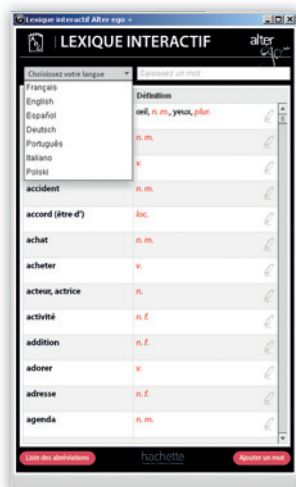 Lexique interactif Alter ego +
LEXIQUE INTERACTIF
alter
ego
Choisissez votre langue
Saisissez un mot
Français
English
Español
Deutsch
Português
Italiano
Polski
Définition
œil, n. m., yeux, plur.
n. m.
v.
accident n. m.
accord (être d') loc.
achat n. m.
acheter v.
acteur, actrice n.
activité n. f.
addition n. f.
adorer v.
adresse n. f.
agenda n. m.
Liste des abréviations
hachette
Ajouter un mot